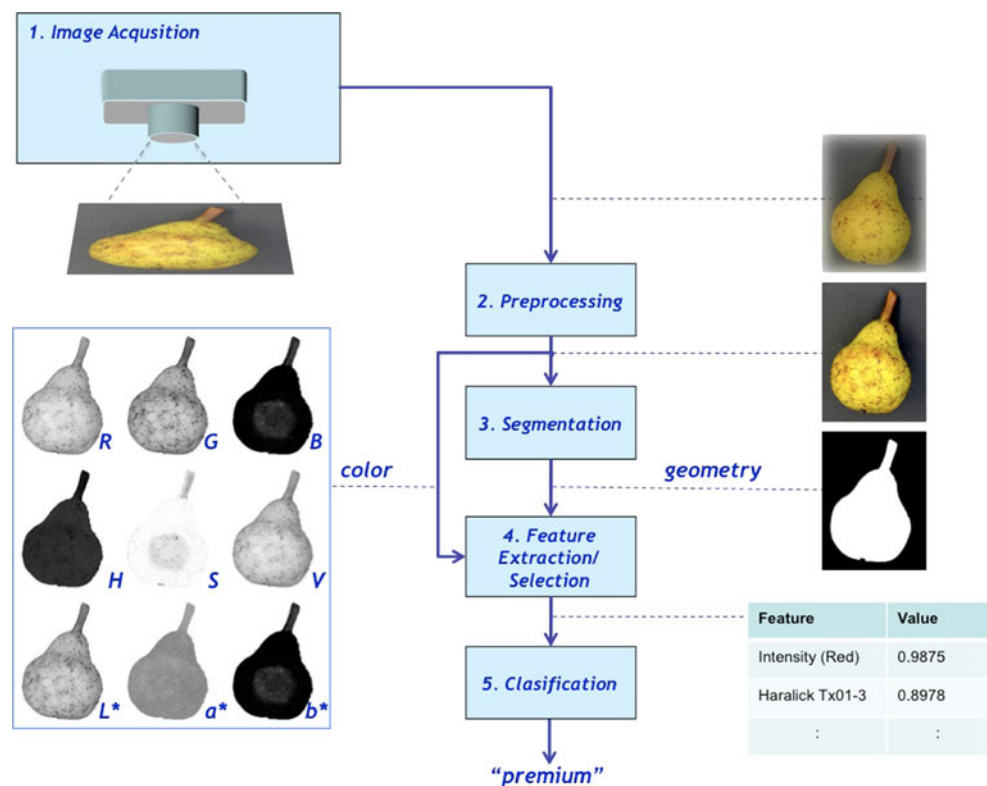 1. Image Acqusition
2. Preprocessing
3. Segmentation
color
geometry
4. Feature
Extraction/
Selection
5. Clasification
“premium”
R G B
H S V
L* a* b*
Feature Value
Intensity (Red) 0.9875
Haralick Tx01-3 0.8978
: :